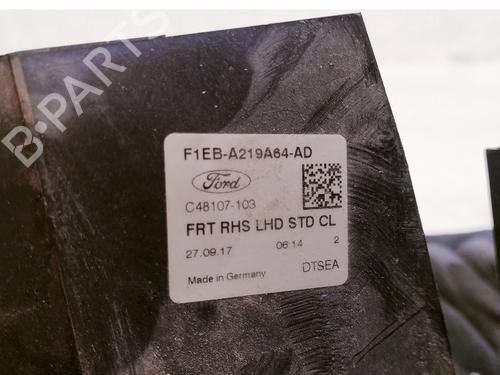 B-PARTS
F1EB-A219A64-AD
Ford
C48107-103
FRT RHS LHD STD CL
27.09.17 06:14 2
DTSEA
Made in Germany